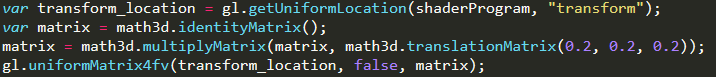 var transform_location = gl.getUniformLocation(shaderProgram, "transform");
var matrix = math3d.identityMatrix();
matrix = math3d.multiplyMatrix(matrix, math3d.translationMatrix(0.2, 0.2, 0.2));
gl.uniformMatrix4fv(transform_location, false, matrix);